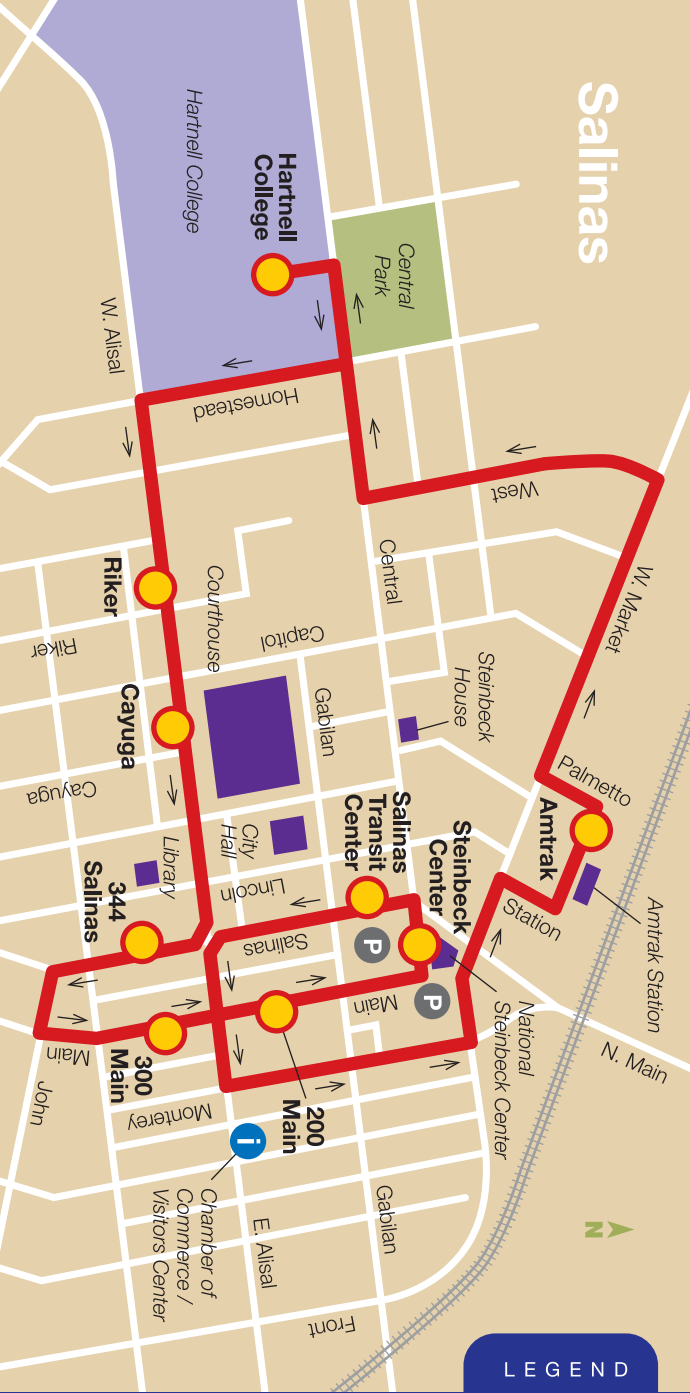 Salinas
Hartnell College
Hartnell
College
Central
Park
W. Alisal
Homestead
West
W. Market
Central
Riker
Courthouse
Riker
Capitol
Steinbeck
House
Gabilan
Cayuga
Cayuga
Palmetto
Amtrak
Amtrak Station
Station
Steinbeck
Center
Salinas
Transit
Center
City
Hall
Library
Lincoln
344
Salinas
Salinas
P
P
Main
National
Steinbeck Center
N. Main
Main
300
Main
200
Main
John
Monterey
i
Chamber of
Commerce /
Visitors Center
E. Alisal
Gabilan
Front
N
LEGEND